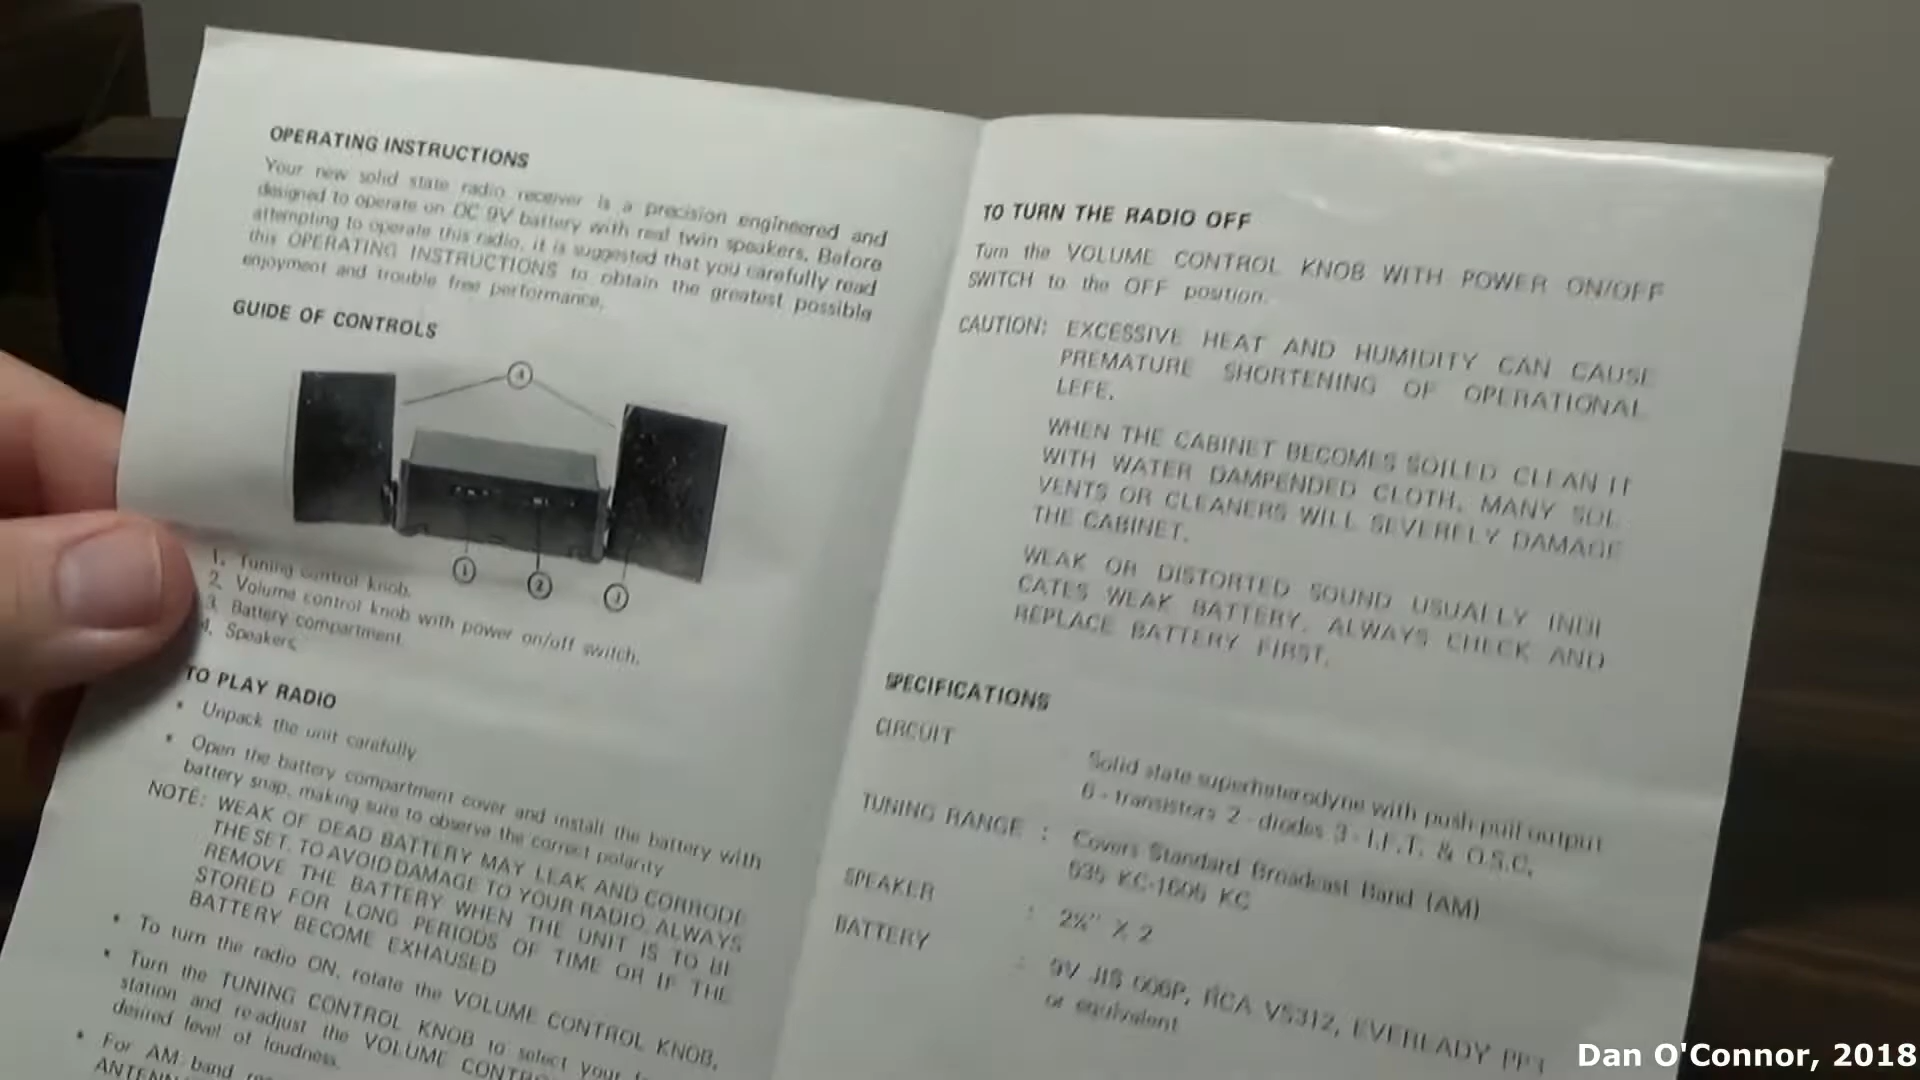 OPERATING INSTRUCTIONS
Your new solid state radio receiver is a precision engineered and
designed to operate on DC 9V battery with real twin speakers. Before
attempting to operate this radio, it is suggested that you carefully read
this OPERATING INSTRUCTIONS to obtain the greatest possible
enjoyment and trouble free performance.
GUIDE OF CONTROLS
4
1
2
3
1. Tuning control knob.
2. Volume control knob with power on/off switch.
3. Battery compartment
4. Speakers
TO PLAY RADIO
• Unpack the unit carefully
• Open the battery compartment cover and install the battery with
battery snap, making sure to observe the correct polarity
NOTE: WEAK OF DEAD BATTERY MAY LEAK AND CORRODE
THE SET. TO AVOID DAMAGE TO YOUR RADIO, ALWAYS
REMOVE THE BATTERY WHEN THE UNIT IS TO BE
STORED FOR LONG PERIODS OF TIME OR IF THE
BATTERY BECOME EXHAUSED
• To turn the radio ON, rotate the VOLUME CONTROL KNOB,
• Turn the TUNING CONTROL KNOB to select your
station and re-adjust the VOLUME
desired level of loudness.
• For AM band
TO TURN THE RADIO OFF
Turn the VOLUME CONTROL KNOB WITH POWER ON/OFF
SWITCH to the OFF position.
CAUTION: EXCESSIVE HEAT AND HUMIDITY CAN CAUSE
PREMATURE SHORTENING OF OPERATIONAL
LEFE.
WHEN THE CABINET BECOMES SOILED CLEAN IT
WITH WATER DAMPENDED CLOTH. MANY SOL
VENTS OR CLEANERS WILL SEVERELY DAMAGE
THE CABINET.
WEAK OR DISTORTED SOUND USUALLY INDI
CATES WEAK BATTERY. ALWAYS CHECK AND
REPLACE BATTERY FIRST.
SPECIFICATIONS
CIRCUIT
Solid state superheterodyne with push-pull output
6 - transistors 2 - diodes 3 - I.F.T. & O.S.C.
TUNING RANGE : Covers Standard Broadcast Band (AM)
535 KC-1605 KC
SPEAKER : 2¼" X 2
BATTERY : 9V JIS 006P, RCA VS312, EVEREADY PP3
or equivalent
Dan O'Connor, 2018